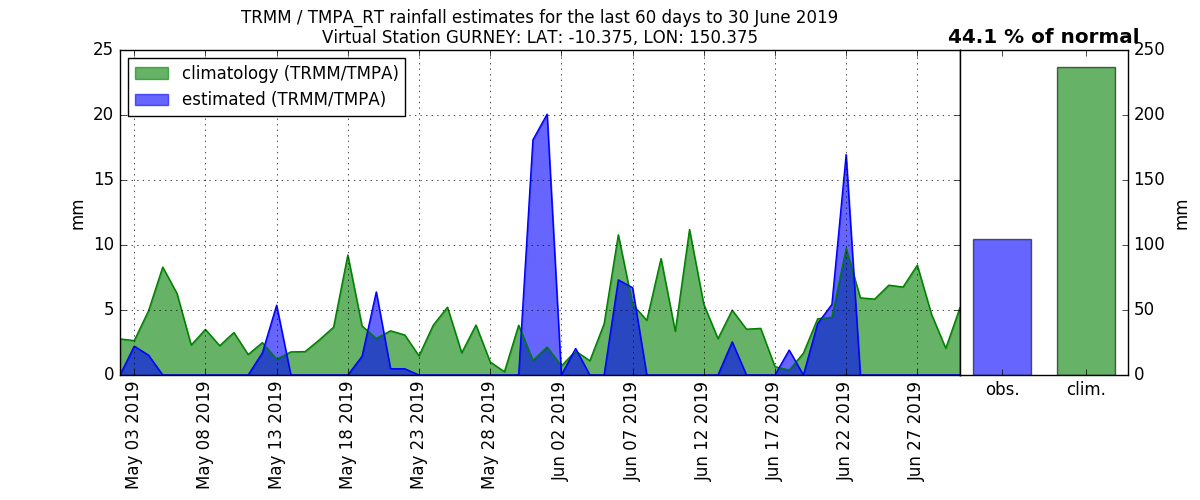 TRMM / TMPA_RT rainfall estimates for the last 60 days to 30 June 2019
Virtual Station GURNEY: LAT: -10.375, LON: 150.375
44.1 % of normal
climatology (TRMM/TMPA)
estimated (TRMM/TMPA)
25
20
15
10
5
0
mm
250
200
150
100
50
0
mm
May 03 2019
May 08 2019
May 13 2019
May 18 2019
May 23 2019
May 28 2019
Jun 02 2019
Jun 07 2019
Jun 12 2019
Jun 17 2019
Jun 22 2019
Jun 27 2019
obs.
clim.